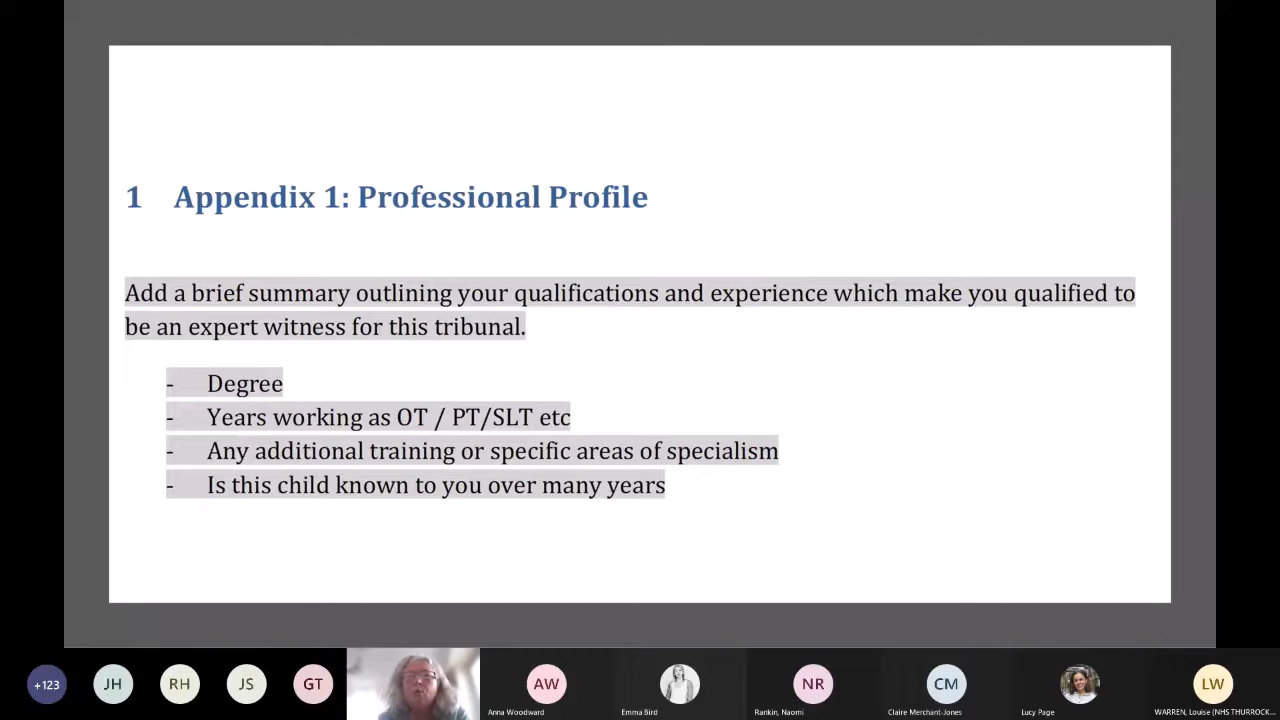 1 Appendix 1: Professional Profile
Add a brief summary outlining your qualifications and experience which make you qualified to
be an expert witness for this tribunal.
- Degree
- Years working as OT / PT/SLT etc
- Any additional training or specific areas of specialism
- Is this child known to you over many years
+123 JH RH JS GT AW NR CM LW
Anna Woodward Emma Bird Rankin, Naomi Claire Merchant-Jones Lucy Page WARREN, Louise (NHS THURROCK...